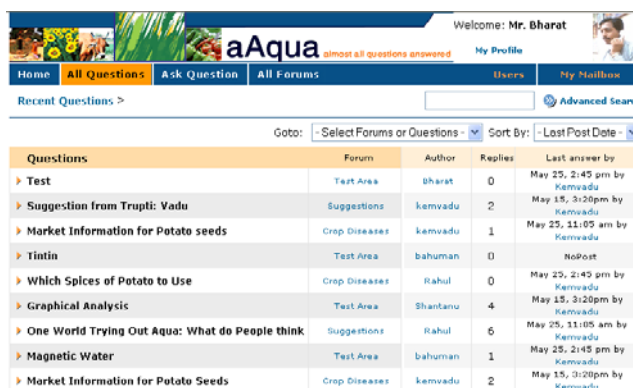 Welcome: Mr. Bharat
aAqua almost all questions answered
My Profile
Home All Questions Ask Question All Forums Users My Mailbox
Recent Questions > Advanced Sear
Goto: - Select Forums or Questions - Sort By: - Last Post Date -
Questions Forum Author Replies Last answer by
Test Test Area Bharat 0 May 25, 2:45 pm by
Kemvadu
Suggestion from Trupti: Vadu Suggestions kemvadu 2 May 15, 3:20pm by
Kemvadu
Market Information for Potato seeds Crop Diseases kemvadu 1 May 25, 11:05 am by
Kemvadu
Tintin Test Area bahuman 0 NoPost
Which Spices of Potato to Use Crop Diseases Rahul 0 May 25, 2:45 pm by
Kemvadu
Graphical Analysis Test Area Shantanu 4 May 15, 3:20pm by
Kemvadu
One World Trying Out Aqua: What do People think Suggestions Rahul 6 May 25, 11:05 am by
Kemvadu
Magnetic Water Test Area bahuman 1 May 25, 2:45 pm by
Kemvadu
Market Information for Potato Seeds Crop Diseases kemvadu 2 May 15, 3:20pm by
Kemvadu